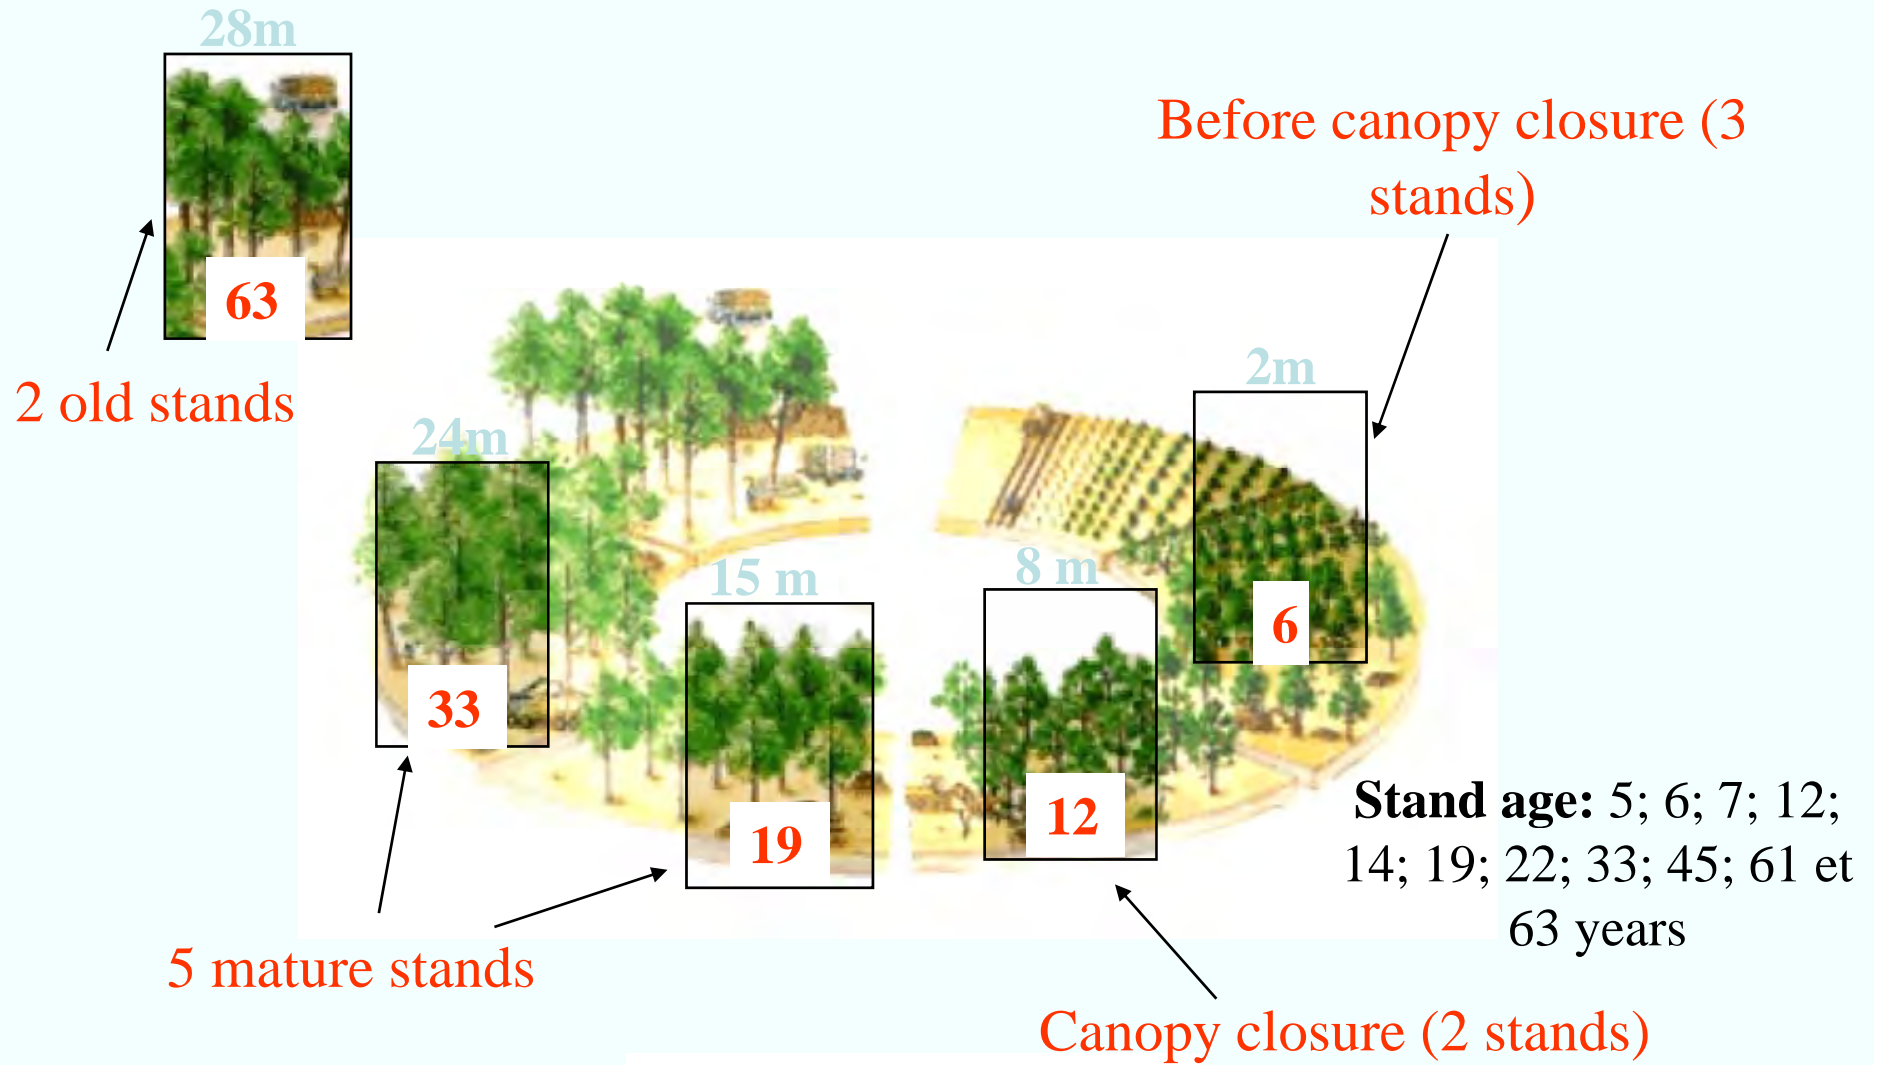 28m
63
2 old stands
Before canopy closure (3
stands)
2m
6
24m
33
15 m
19
8 m
12
Stand age: 5; 6; 7; 12;
14; 19; 22; 33; 45; 61 et
63 years
5 mature stands
Canopy closure (2 stands)